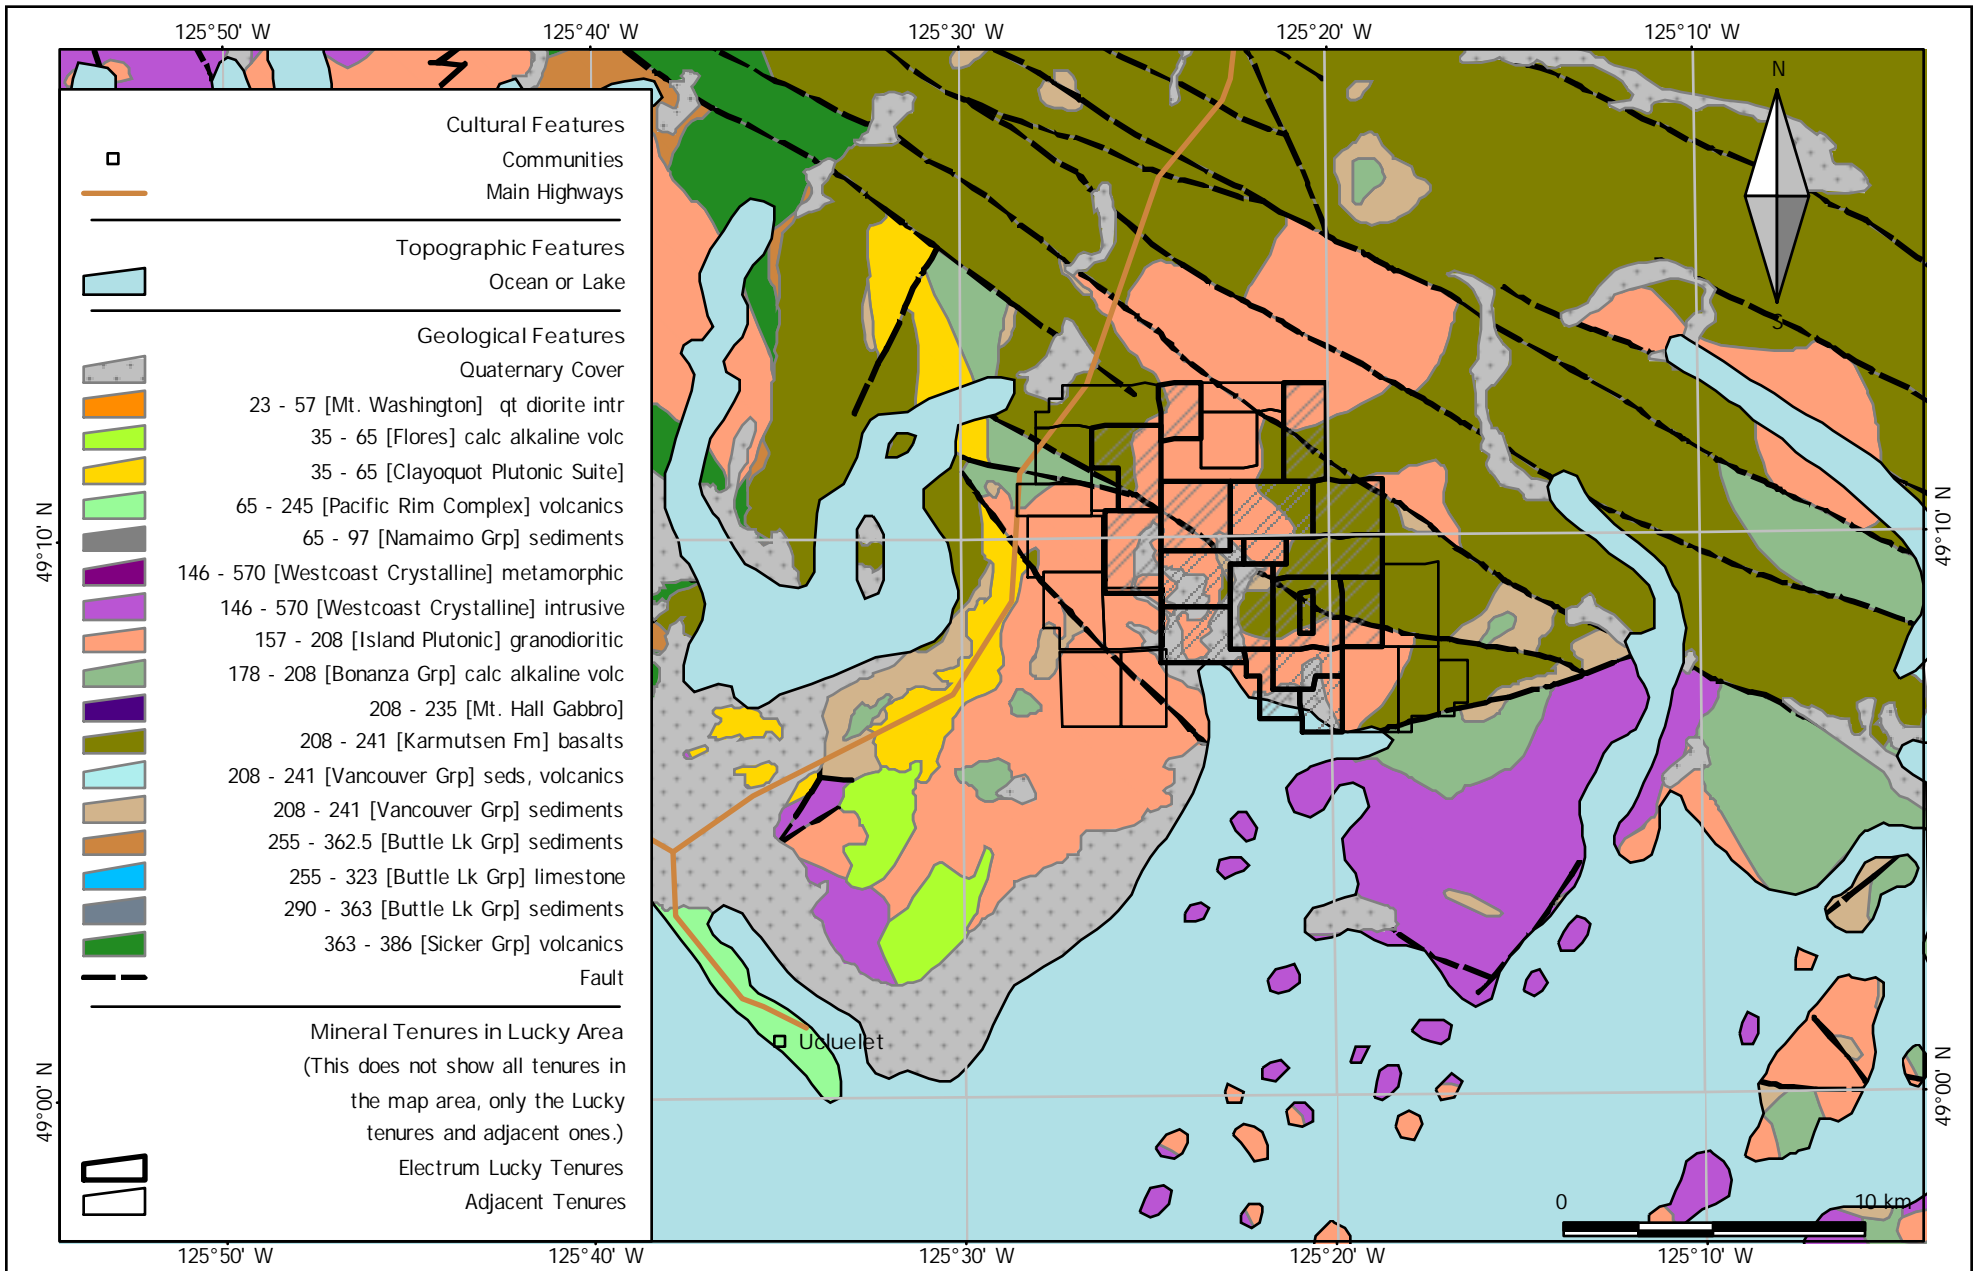 125°50' W
125°40' W
125°30' W
125°20' W
125°10' W
N
S
Cultural Features
Communities
Main Highways
Topographic Features
Ocean or Lake
Geological Features
Quaternary Cover
23 - 57 [Mt. Washington] qt diorite intr
35 - 65 [Flores] calc alkaline volc
35 - 65 [Clayoquot Plutonic Suite]
65 - 245 [Pacific Rim Complex] volcanics
65 - 97 [Namaimo Grp] sediments
146 - 570 [Westcoast Crystalline] metamorphic
146 - 570 [Westcoast Crystalline] intrusive
157 - 208 [Island Plutonic] granodioritic
178 - 208 [Bonanza Grp] calc alkaline volc
208 - 235 [Mt. Hall Gabbro]
208 - 241 [Karmutsen Fm] basalts
208 - 241 [Vancouver Grp] seds, volcanics
208 - 241 [Vancouver Grp] sediments
255 - 362.5 [Buttle Lk Grp] sediments
255 - 323 [Buttle Lk Grp] limestone
290 - 363 [Buttle Lk Grp] sediments
363 - 386 [Sicker Grp] volcanics
Fault
Mineral Tenures in Lucky Area
(This does not show all tenures in
the map area, only the Lucky
tenures and adjacent ones.)
Electrum Lucky Tenures
Adjacent Tenures
49°10' N
49°00' N
49°10' N
49°00' N
Ucluelet
0
10 km
125°50' W
125°40' W
125°30' W
125°20' W
125°10' W